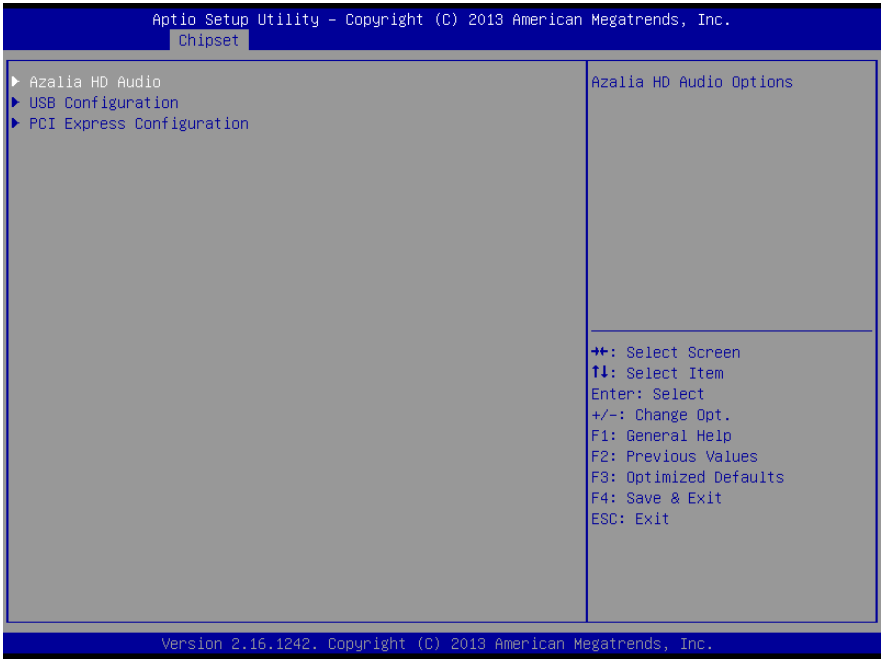 Aptio Setup Utility – Copyright (C) 2013 American Megatrends, Inc.
Chipset
▶ Azalia HD Audio
▶ USB Configuration
▶ PCI Express Configuration
Azalia HD Audio Options
→←: Select Screen
↑↓: Select Item
Enter: Select
+/-: Change Opt.
F1: General Help
F2: Previous Values
F3: Optimized Defaults
F4: Save & Exit
ESC: Exit
Version 2.16.1242. Copyright (C) 2013 American Megatrends, Inc.